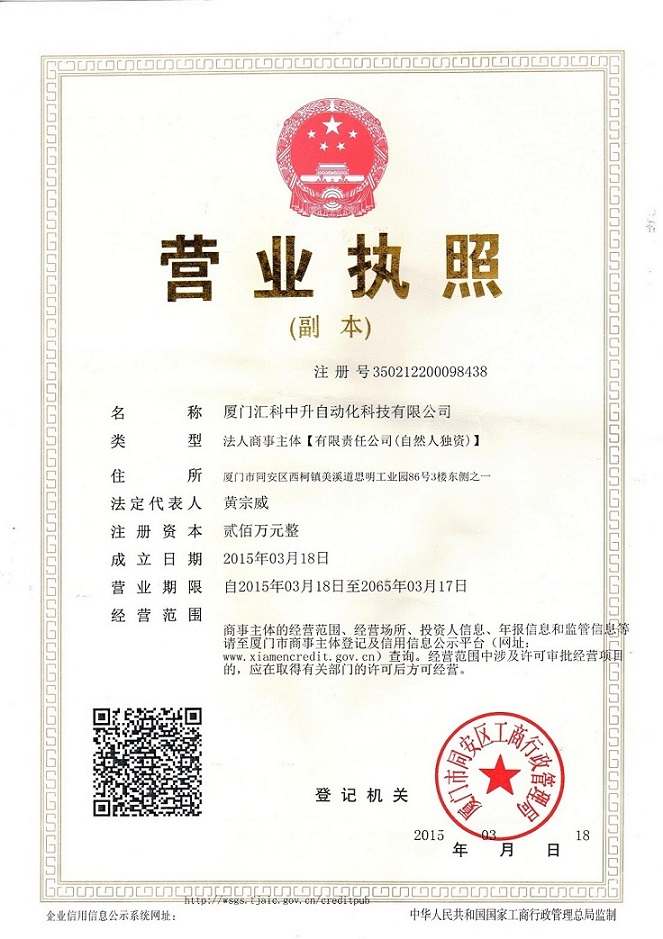 营业执照
(副 本)
注 册 号350212200098438
名 称 厦门汇科中升自动化科技有限公司
类 型 法人商事主体【有限责任公司(自然人独资)】
住 所 厦门市同安区西柯镇美溪道思明工业园86号3楼东侧之一
法定代表人 黄宗威
注册资本 贰佰万元整
成立日期 2015年03月18日
营业期限 自2015年03月18日至2065年03月17日
经营范围
商事主体的经营范围、经营场所、投资人信息、年报信息和监管信息等
请至厦门市商事主体登记及信用信息公示平台（网址：
www.xiamencredit.gov.cn）查询。经营范围中涉及许可审批经营项目
的，应在取得有关部门的许可后方可经营。
厦门市同安区工商行政管理局
登记机关
2015 03 18
年 月 日
http://wsgs.fjaic.gov.cn/creditpub
企业信用信息公示系统网址：
中华人民共和国国家工商行政管理总局监制